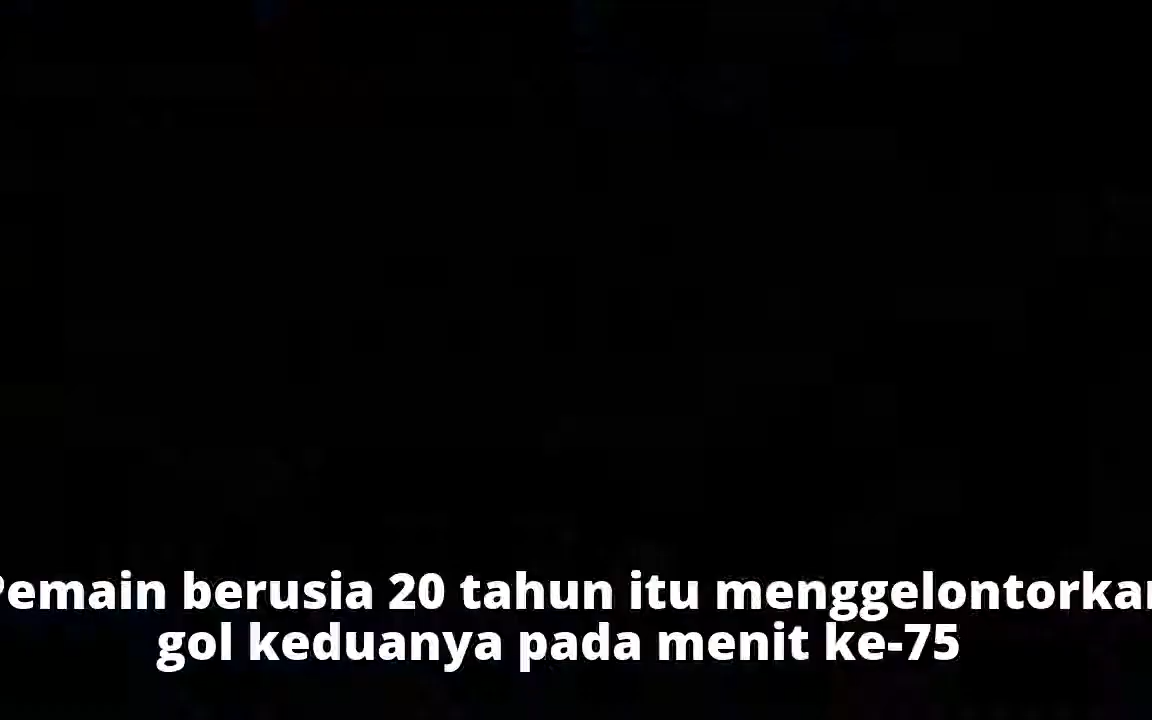 Pemain berusia 20 tahun itu menggelontorkan
gol keduanya pada menit ke-75